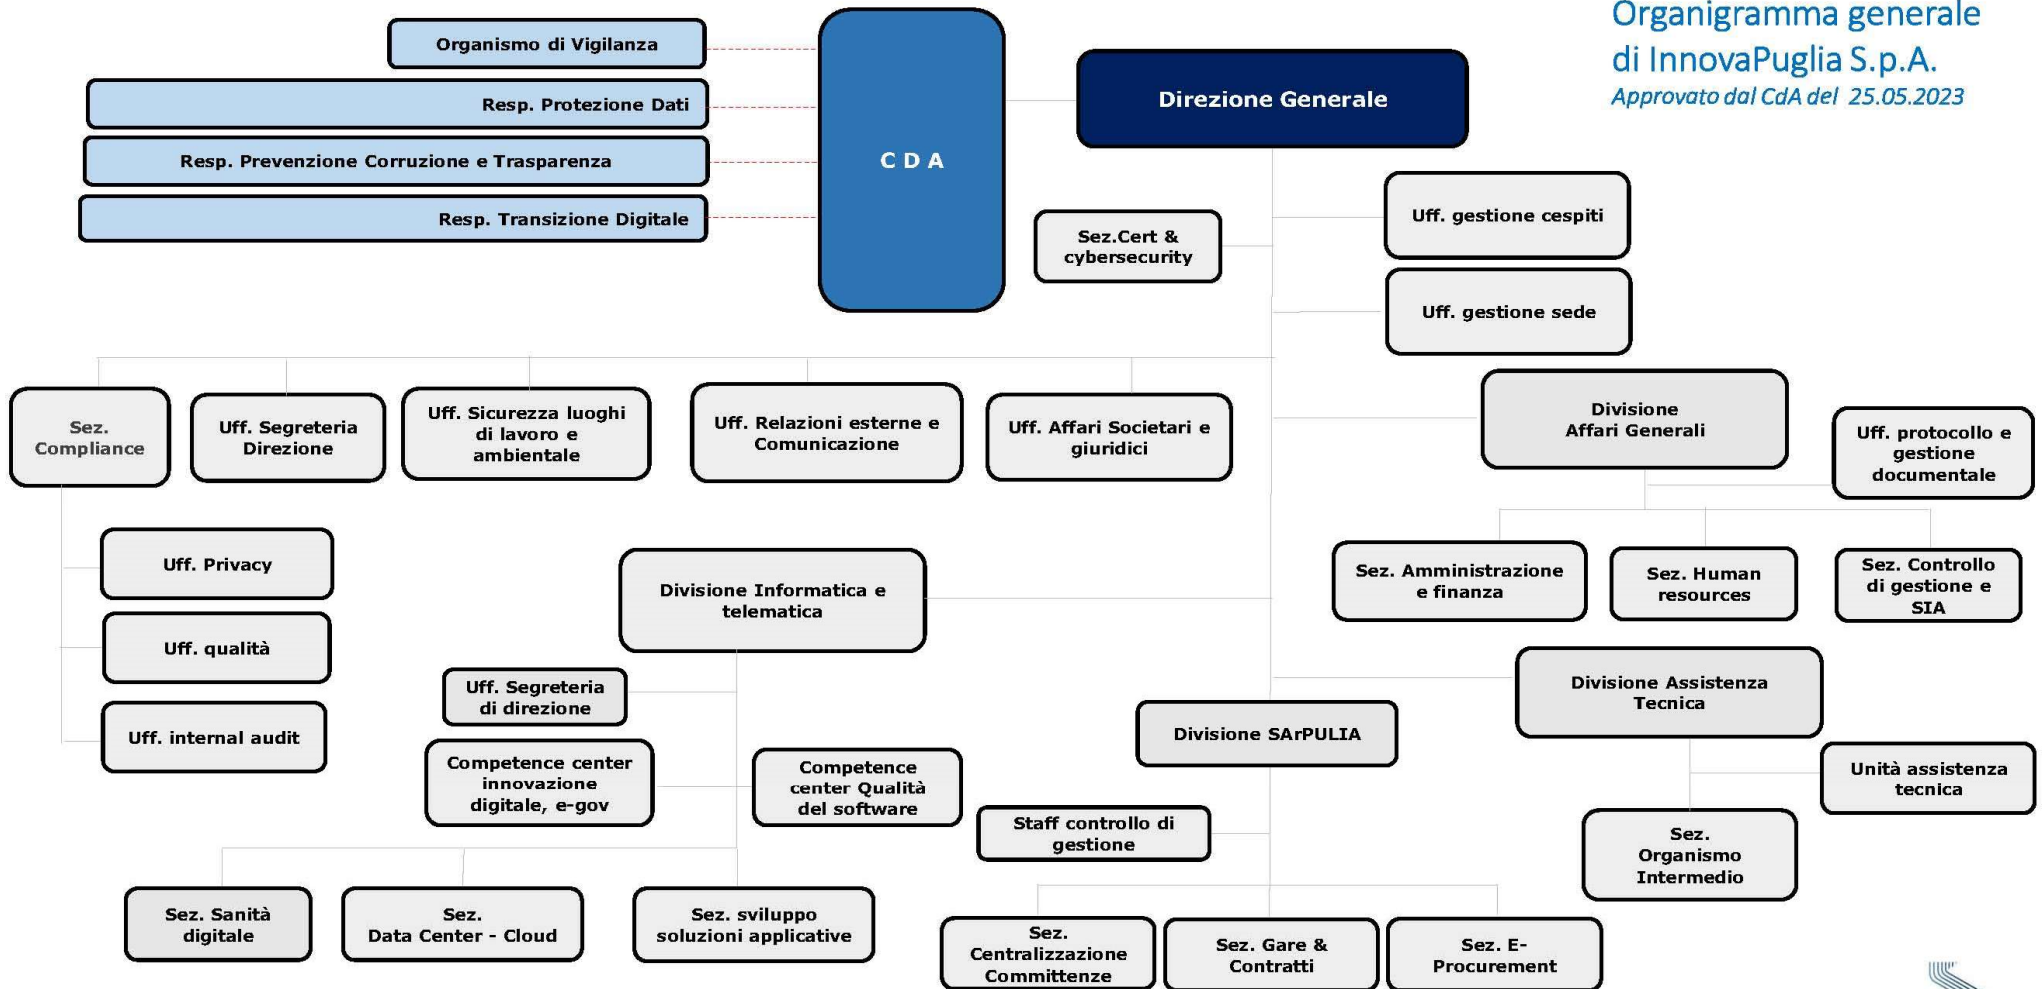 Organigramma generale
di InnovaPuglia S.p.A.
Approvato dal CdA del 25.05.2023
Organismo di Vigilanza
Resp. Protezione Dati
Resp. Prevenzione Corruzione e Trasparenza
Resp. Transizione Digitale
C D A
Direzione Generale
Sez.Cert &
cybersecurity
Uff. gestione cespiti
Uff. gestione sede
Sez.
Compliance
Uff. Segreteria
Direzione
Uff. Sicurezza luoghi
di lavoro e
ambientale
Uff. Relazioni esterne e
Comunicazione
Uff. Affari Societari e
giuridici
Divisione
Affari Generali
Uff. protocollo e
gestione
documentale
Uff. Privacy
Uff. qualità
Uff. internal audit
Divisione Informatica e
telematica
Sez. Amministrazione
e finanza
Sez. Human
resources
Sez. Controllo
di gestione e
SIA
Uff. Segreteria
di direzione
Competence center
innovazione
digitale, e-gov
Competence
center Qualità
del software
Divisione SArPULIA
Divisione Assistenza
Tecnica
Unità assistenza
tecnica
Staff controllo di
gestione
Sez.
Organismo
Intermedio
Sez. Sanità
digitale
Sez.
Data Center - Cloud
Sez. sviluppo
soluzioni applicative
Sez.
Centralizzazione
Committenze
Sez. Gare &
Contratti
Sez. E-
Procurement